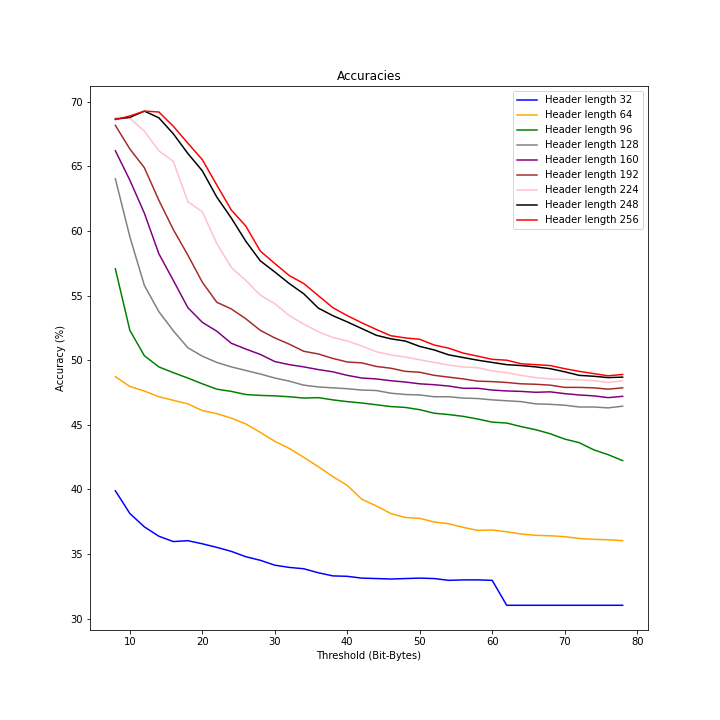 Accuracies
70
65
60
55
50
45
40
35
30
Accuracy (%)
Header length 32
Header length 64
Header length 96
Header length 128
Header length 160
Header length 192
Header length 224
Header length 248
Header length 256
10 20 30 40 50 60 70 80
Threshold (Bit-Bytes)